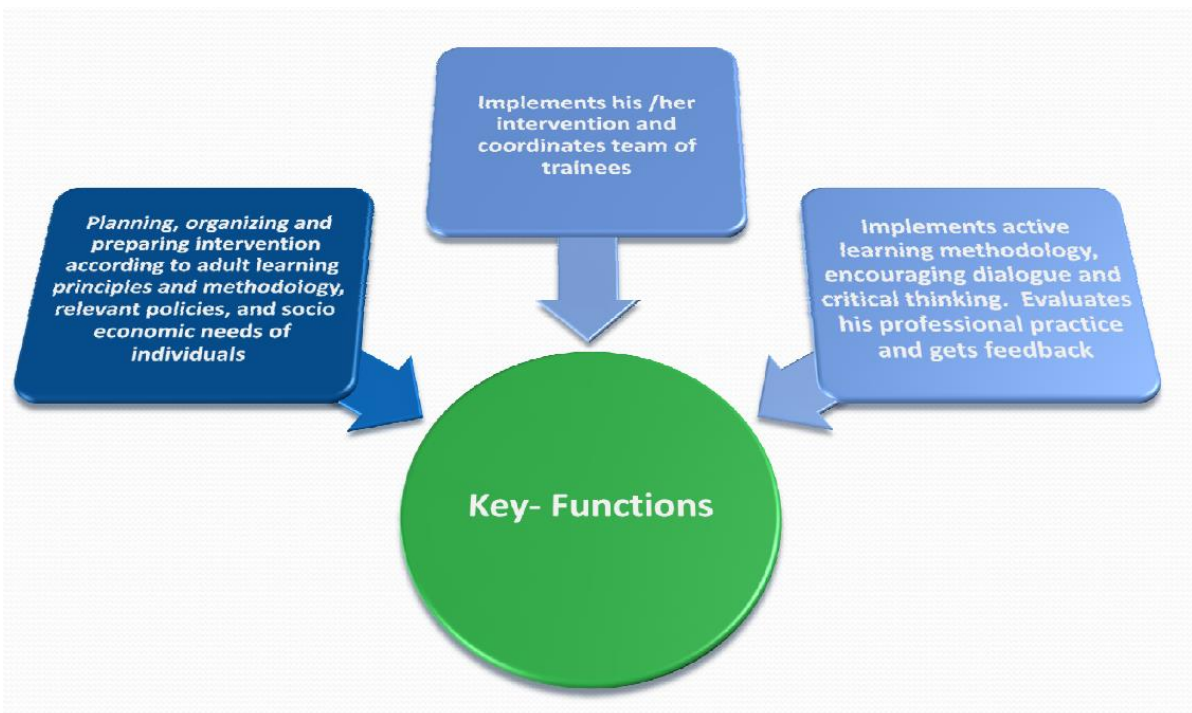 Implements his /her
intervention and
coordinates team of
trainees
Planning, organizing and
preparing intervention
according to adult learning
principles and methodology,
relevant policies, and socio
economic needs of
individuals
Implements active
learning methodology,
encouraging dialogue and
critical thinking.  Evaluates
his professional practice
and gets feedback
Key- Functions